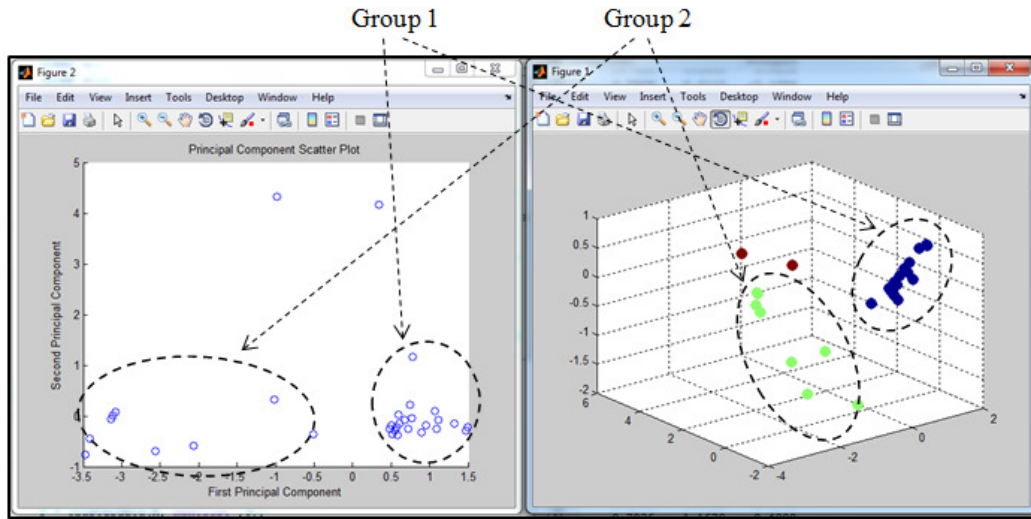 Group 1 Group 2
Figure 2
File Edit View Insert Tools Desktop Window Help
Principal Component Scatter Plot
5
4
3
2
1
0
-1
Second Principal Component
-3.5 -3 -2.5 -2 -1.5 -1 -0.5 0 0.5 1 1.5
First Principal Component
Figure 1
File Edit View Insert Tools Desktop Window Help
1
0.5
0
-0.5
-1
-1.5
-2
6
4
2
0
-2
-4
-2
0
2